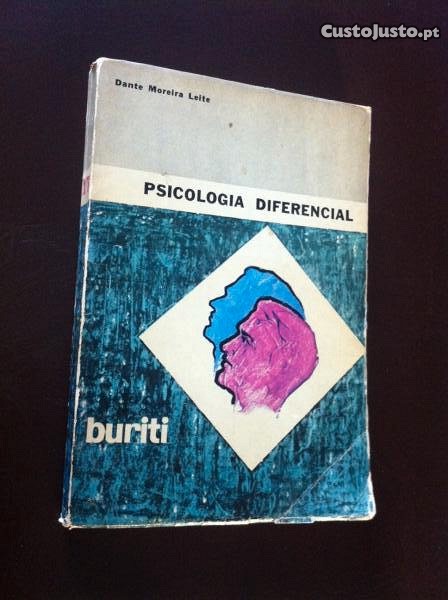 CustoJusto.pt
Dante Moreira Leite
PSICOLOGIA DIFERENCIAL
buriti